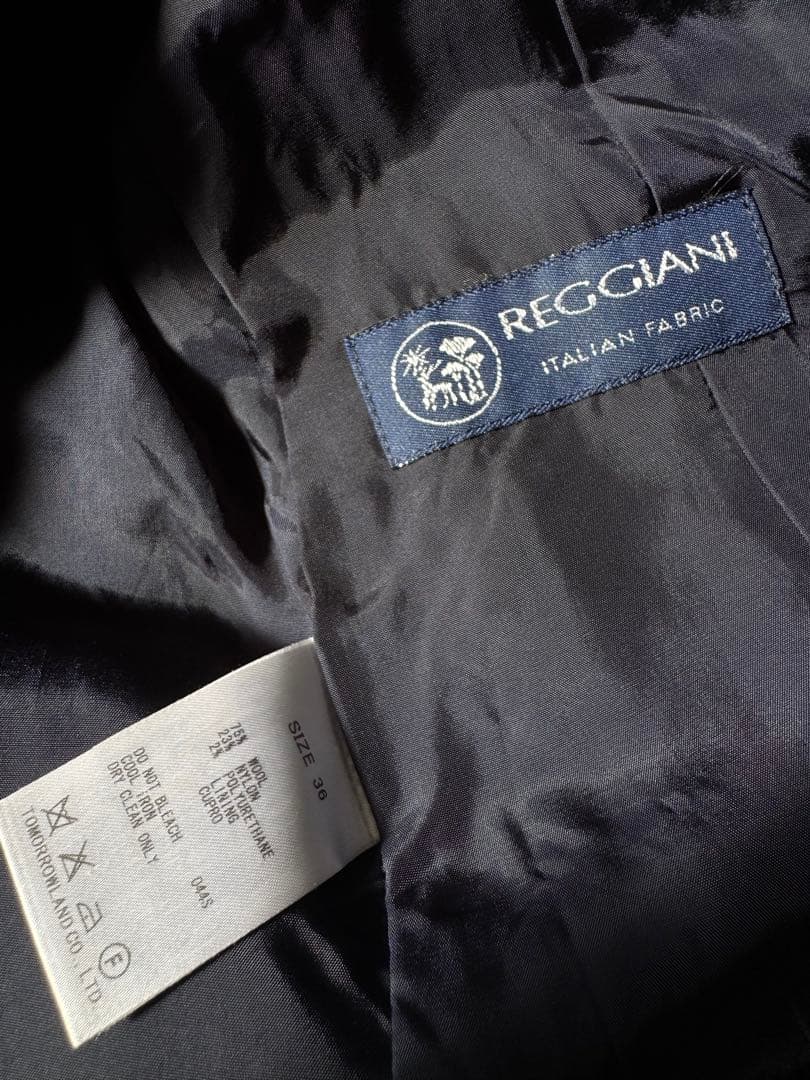 REGGIANI
ITALIAN FABRIC
SIZE 36
75% WOOL
23% NYLON
2% POLYURETHANE
LINING
CUPRO
044S
DO NOT BLEACH
COOL IRON
DRY CLEAN ONLY
F
TOMORROWLAND CO., LTD.